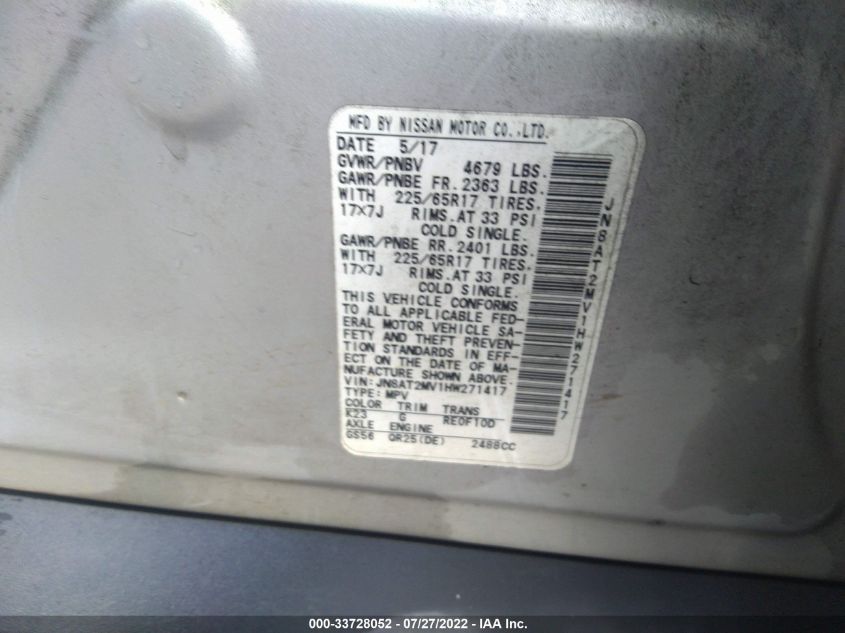 MFD BY NISSAN MOTOR CO.,LTD.
DATE 5/17
GVWR/PNBV 4679 LBS.
GAWR/PNBE FR. 2363 LBS.
WITH 225/65R17 TIRES.
17×7J RIMS. AT 33 PSI
COLD SINGLE.
GAWR/PNBE RR. 2401 LBS.
WITH 225/65R17 TIRES.
17×7J RIMS. AT 33 PSI
COLD SINGLE.
THIS VEHICLE CONFORMS
TO ALL APPLICABLE FED-
ERAL MOTOR VEHICLE SA-
FETY AND THEFT PREVEN-
TION STANDARDS IN EFF-
ECT ON THE DATE OF MA-
NUFACTURE SHOWN ABOVE.
VIN: JN8AT2MV1HW271417
TYPE: MPV
COLOR TRIM TRANS
K23 G RE0F10D
AXLE ENGINE
GS56 QR25(DE) 2488CC
JN8AT2MV1HW271417
000-33728052 - 07/27/2022 - IAA Inc.